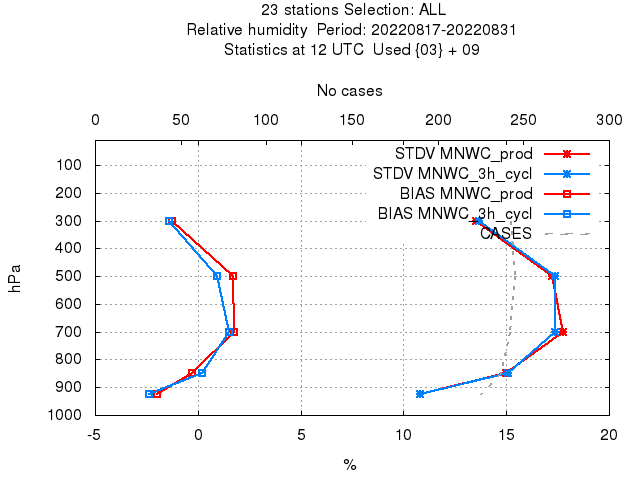 23 stations Selection: ALL
Relative humidity  Period: 20220817-20220831
Statistics at 12 UTC  Used {03} + 09
No cases
0 50 100 150 200 250 300
STDV MNWC_prod
STDV MNWC_3h_cycl
BIAS MNWC_prod
BIAS MNWC_3h_cycl
CASES
hPa
100
200
300
400
500
600
700
800
900
1000
-5 0 5 10 15 20
%